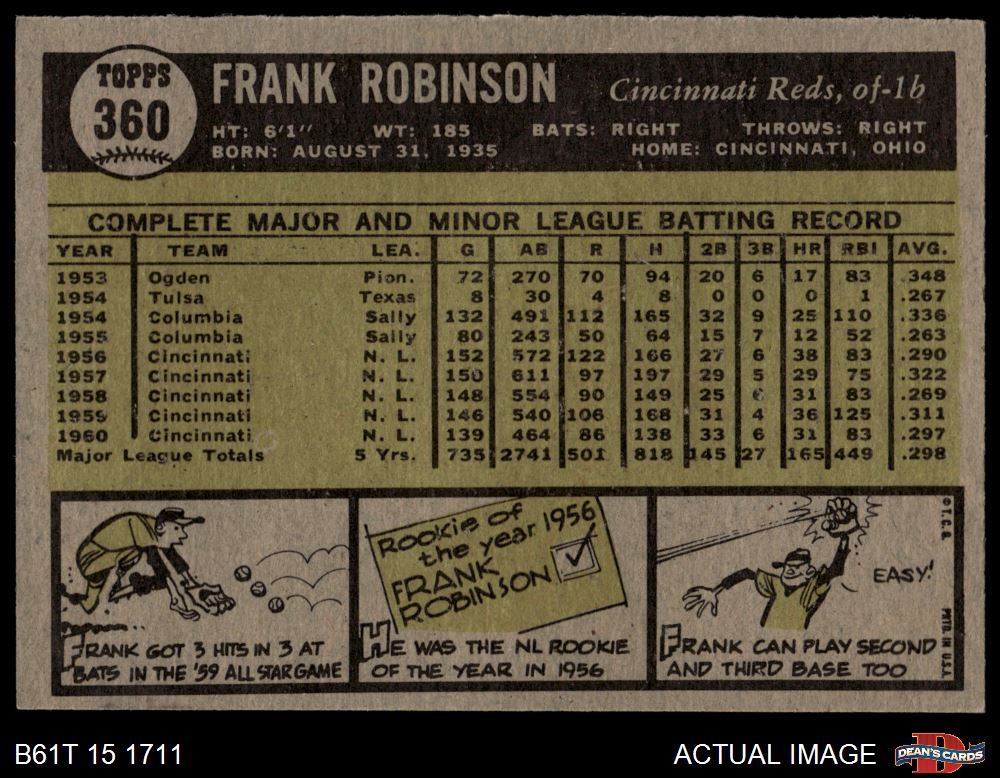 TOPPS
360
FRANK ROBINSON Cincinnati Reds, of-1b
HT: 6'1" WT: 185 BATS: RIGHT THROWS: RIGHT
BORN: AUGUST 31, 1935 HOME: CINCINNATI, OHIO
COMPLETE MAJOR AND MINOR LEAGUE BATTING RECORD
YEAR TEAM LEA. G AB R H 2B 3B HR RBI AVG.
1953 Ogden Pion. 72 270 70 94 20 6 17 83 .348
1954 Tulsa Texas 8 30 4 8 0 0 0 1 .267
1954 Columbia Sally 132 491 112 165 32 9 25 110 .336
1955 Columbia Sally 80 243 50 64 15 7 12 52 .263
1956 Cincinnati N. L. 152 572 122 166 27 6 38 83 .290
1957 Cincinnati N. L. 150 611 97 197 29 5 29 75 .322
1958 Cincinnati N. L. 148 554 90 149 25 6 31 83 .269
1959 Cincinnati N. L. 146 540 106 168 31 4 36 125 .311
1960 Cincinnati N. L. 139 464 86 138 33 6 31 83 .297
Major League Totals 5 Yrs. 735 2741 501 818 145 27 165 449 .298
FRANK GOT 3 HITS IN 3 AT
BATS IN THE '59 ALL STAR GAME
Rookie of
the year 1956
FRANK
ROBINSON
HE WAS THE NL ROOKIE
OF THE YEAR IN 1956
EASY!
FRANK CAN PLAY SECOND
AND THIRD BASE TOO
© T.C.G.
PRTD IN U.S.A.
B61T 15 1711 ACTUAL IMAGE
DEAN'S CARDS